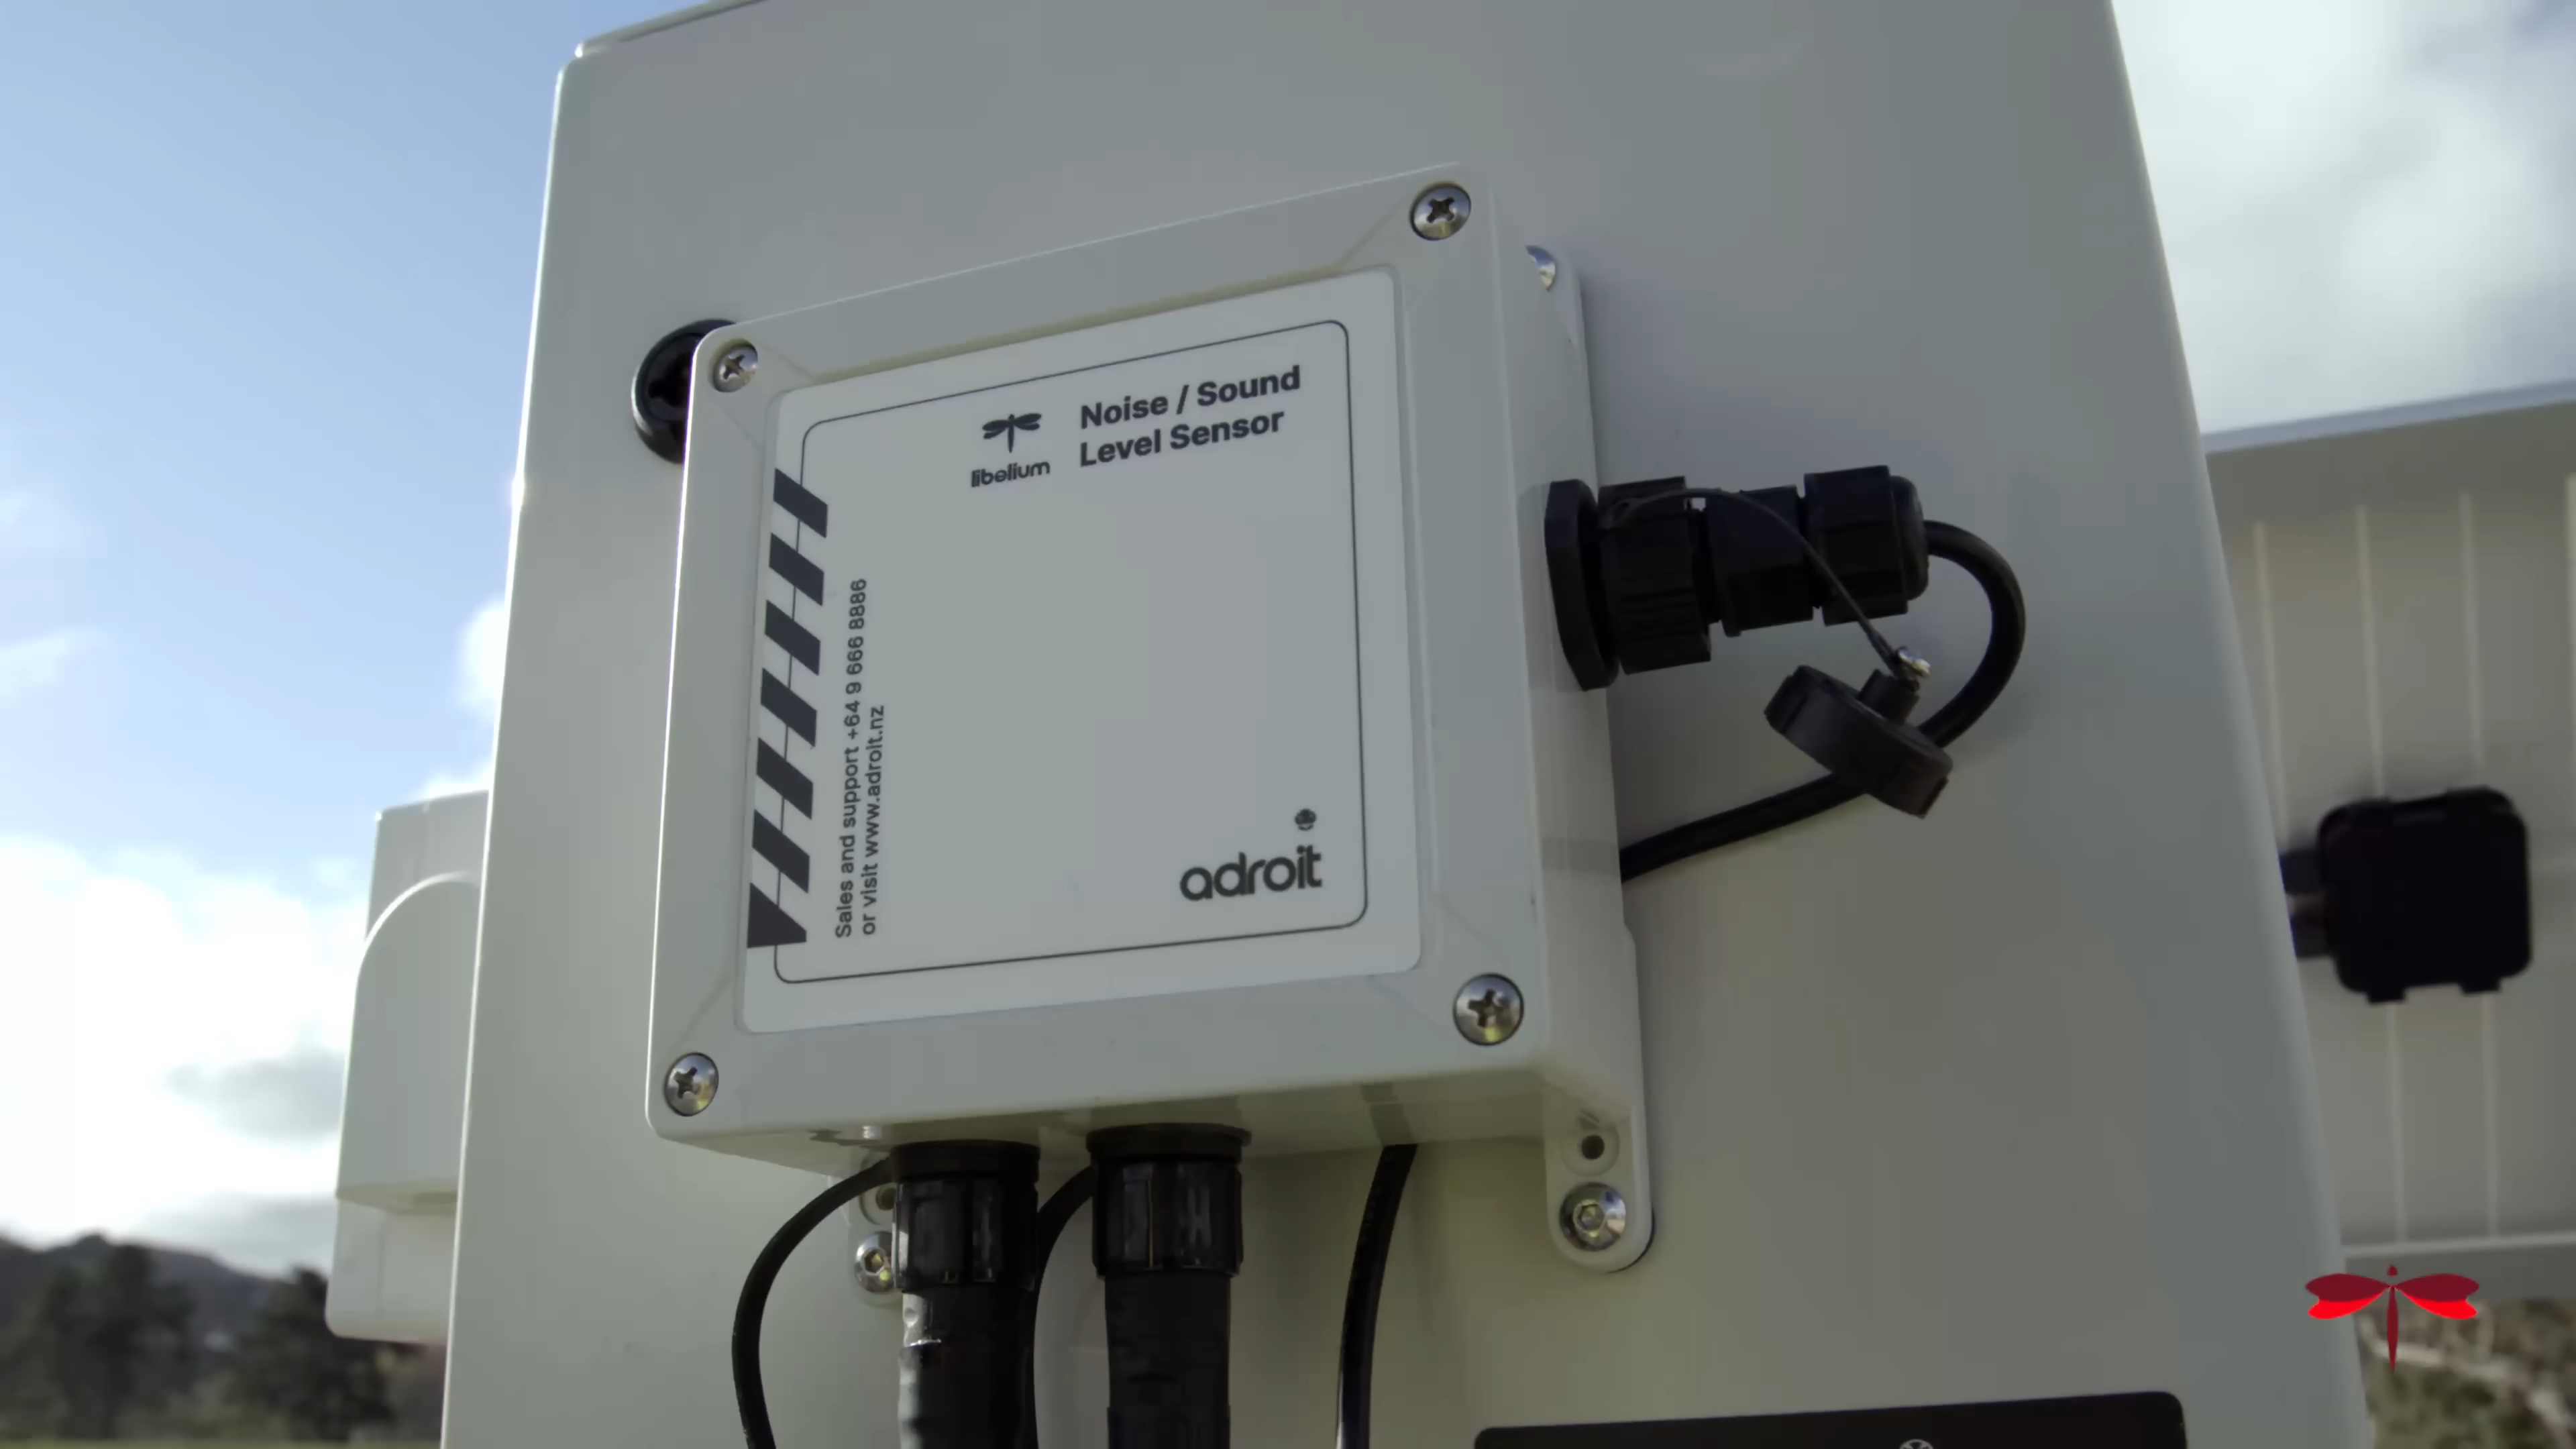 libelium
Noise / Sound
Level Sensor
Sales and support +64 9 666 8886
or visit www.adroit.nz
adroit